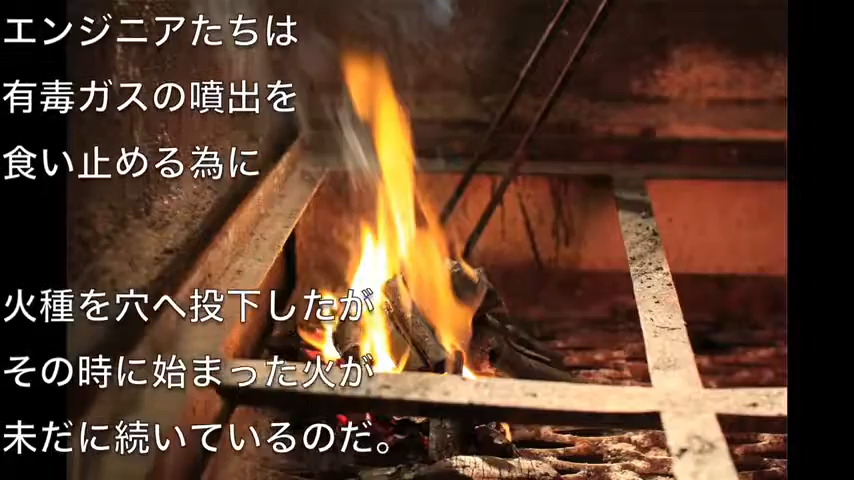 エンジニアたちは
有毒ガスの噴出を
食い止める為に
火種を穴へ投下したが
その時に始まった火が
未だに続いているのだ。